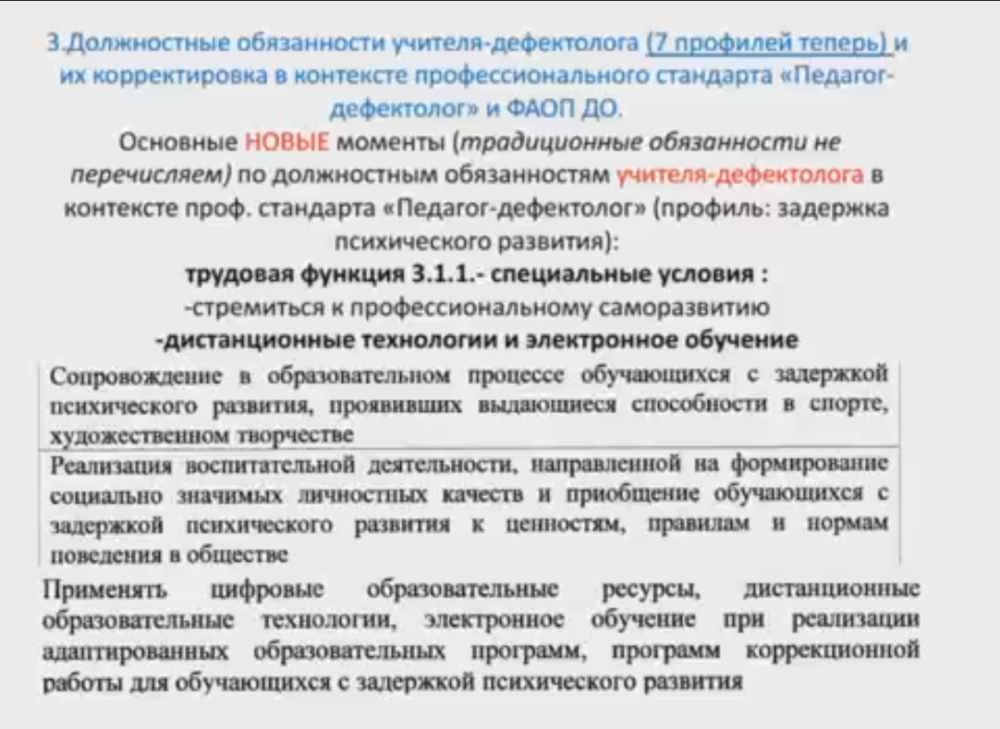 3.Должностные обязанности учителя-дефектолога (7 профилей теперь) и
их корректировка в контексте профессионального стандарта «Педагог-
дефектолог» и ФАОП ДО.
Основные НОВЫЕ моменты (традиционные обязанности не
перечисляем) по должностным обязанностям учителя-дефектолога в
контексте проф. стандарта «Педагог-дефектолог» (профиль: задержка
психического развития):
трудовая функция 3.1.1.- специальные условия :
-стремиться к профессиональному саморазвитию
-дистанционные технологии и электронное обучение
Сопровождение в образовательном процессе обучающихся с задержкой
психического развития, проявивших выдающиеся способности в спорте,
художественном творчестве
Реализация воспитательной деятельности, направленной на формирование
социально значимых личностных качеств и приобщение обучающихся с
задержкой психического развития к ценностям, правилам и нормам
поведения в обществе
Применять цифровые образовательные ресурсы, дистанционные
образовательные технологии, электронное обучение при реализации
адаптированных образовательных программ, программ коррекционной
работы для обучающихся с задержкой психического развития